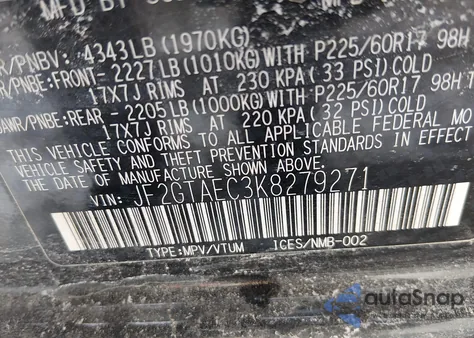 MFD BY
R/PNBV: 4343LB (1970KG)
R/PNBE:FRONT- 2227LB(1010KG)WITH P225/60R17 98H
17X7J RIMS AT 230 KPA(33 PSI)COLD
GAWR/PNBE:REAR - 2205LB(1000KG)WITH P225/60R17 98H
17X7J RIMS AT 220 KPA(32 PSI)COLD
THIS VEHICLE CONFORMS TO ALL APPLICABLE FEDERAL MO
VEHICLE SAFETY AND THEFT PREVENTION STANDARDS IN EFFECT
THE DATE OF MANUFACTURE SHOWN ABOVE.
VIN: JF2GTAEC3K8279271
TYPE:MPV/VTUM ICES/NMB-002
autoSnap